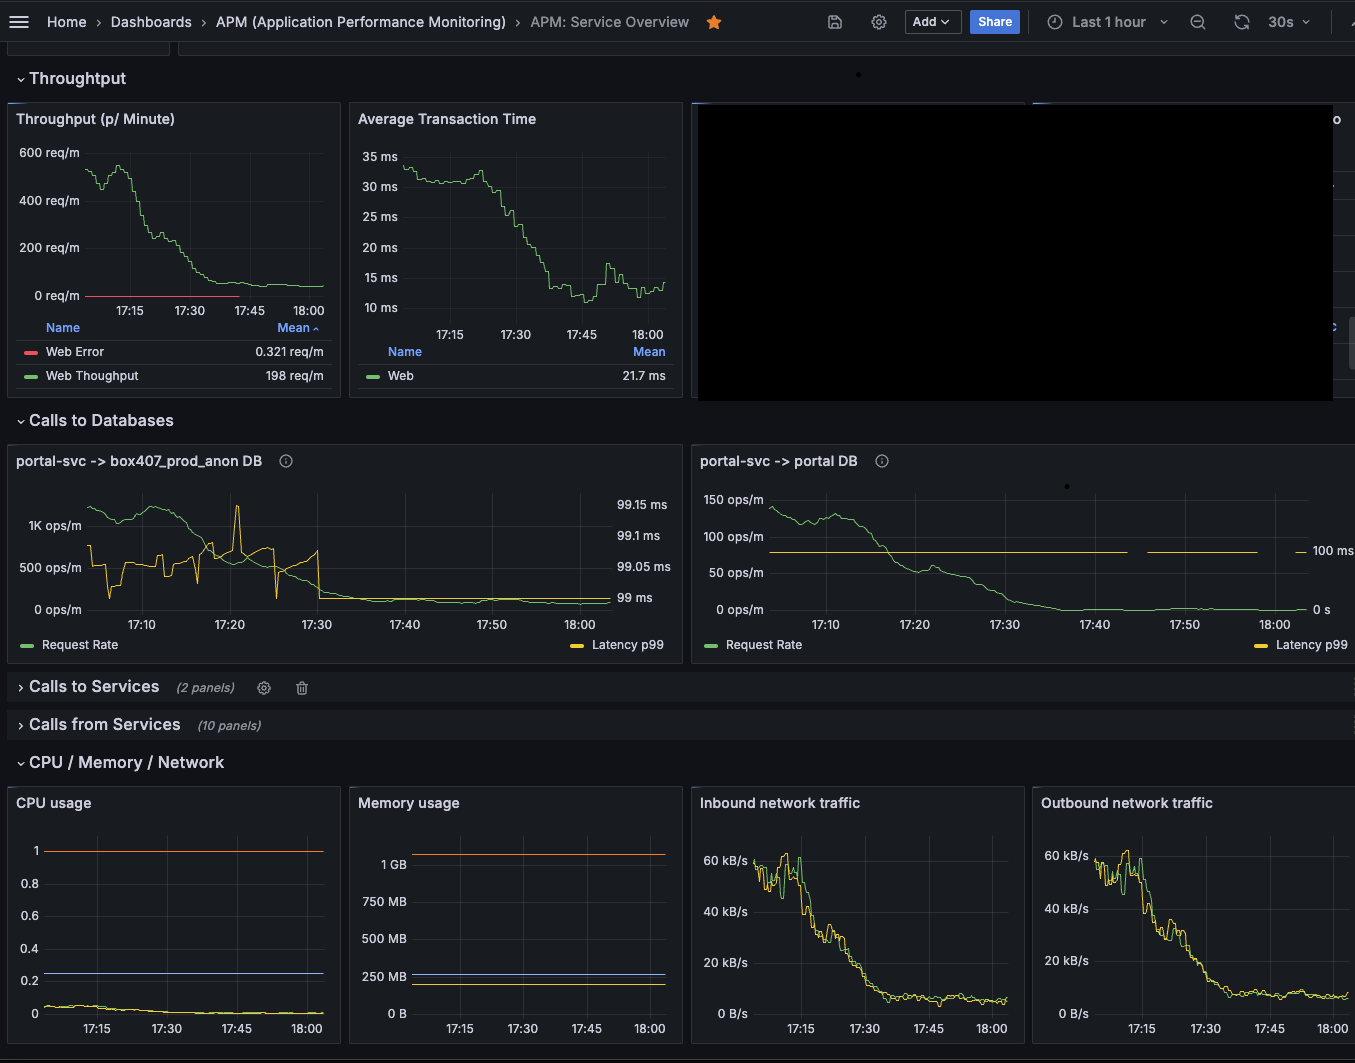 Home › Dashboards › APM (Application Performance Monitoring) › APM: Service Overview
Add
Share
Last 1 hour
30s
Throughtput
Throughput (p/ Minute)
600 req/m
400 req/m
200 req/m
0 req/m
17:15 17:30 17:45 18:00
Name Mean
Web Error 0.321 req/m
Web Thoughput 198 req/m
Average Transaction Time
35 ms
30 ms
25 ms
20 ms
15 ms
10 ms
17:15 17:30 17:45 18:00
Name Mean
Web 21.7 ms
o
c
Calls to Databases
portal-svc -> box407_prod_anon DB
1K ops/m
500 ops/m
0 ops/m
99.15 ms
99.1 ms
99.05 ms
99 ms
17:10 17:20 17:30 17:40 17:50 18:00
Request Rate Latency p99
portal-svc -> portal DB
150 ops/m
100 ops/m
50 ops/m
0 ops/m
100 ms
0 s
17:10 17:20 17:30 17:40 17:50 18:00
Request Rate Latency p99
Calls to Services (2 panels)
Calls from Services (10 panels)
CPU / Memory / Network
CPU usage
1
0.8
0.6
0.4
0.2
0
17:15 17:30 17:45 18:00
Memory usage
1 GB
750 MB
500 MB
250 MB
0 B
17:15 17:30 17:45 18:00
Inbound network traffic
60 kB/s
40 kB/s
20 kB/s
0 B/s
17:15 17:30 17:45 18:00
Outbound network traffic
60 kB/s
40 kB/s
20 kB/s
0 B/s
17:15 17:30 17:45 18:00